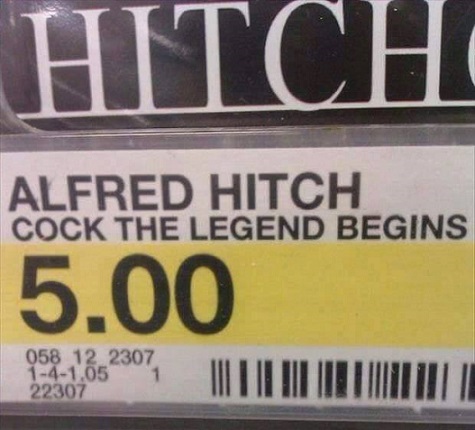 HITCH
ALFRED HITCH
COCK THE LEGEND BEGINS
5.00
058 12 2307
1-4-1.05 1
22307